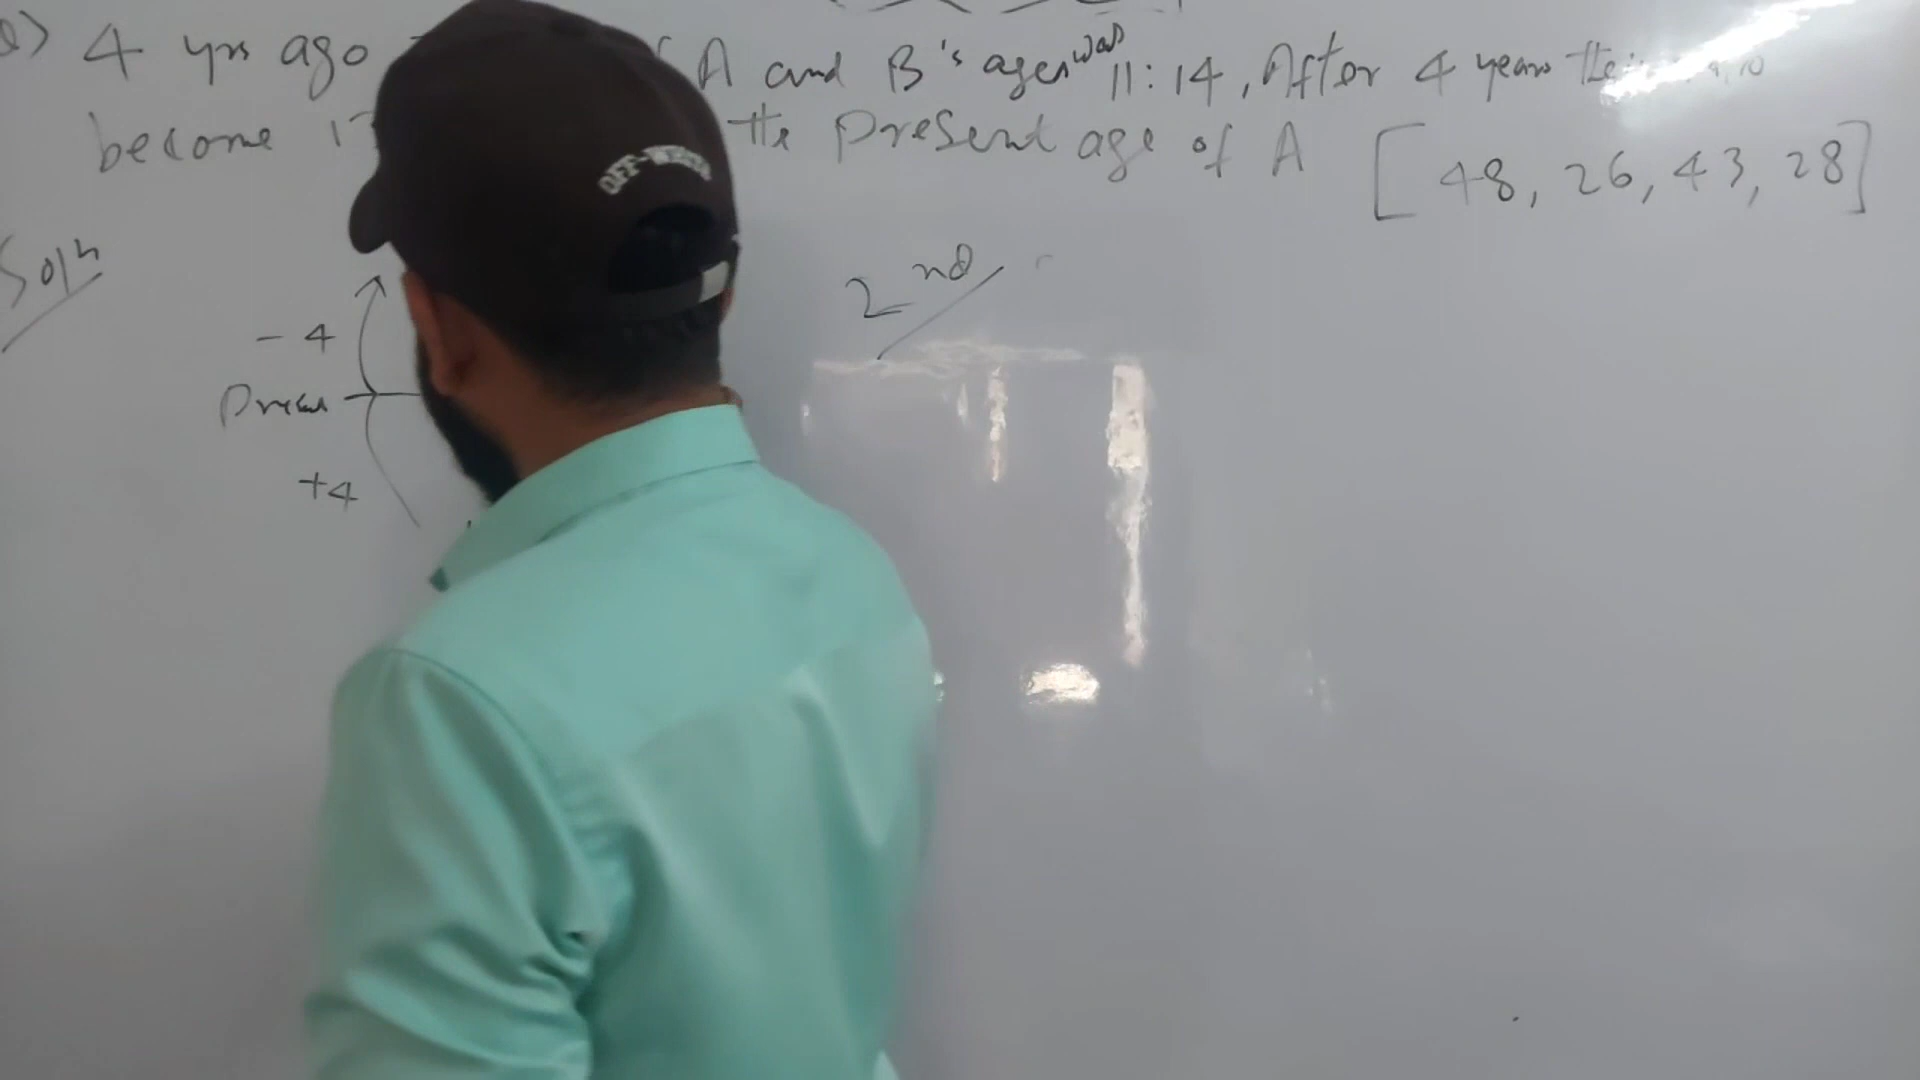 4 yrs ago A and B's ages was 11:14, After 4 years
become the present age of A [48, 26, 43, 28]
Soln
2nd
- 4
Present
+4
OFF-WHITE